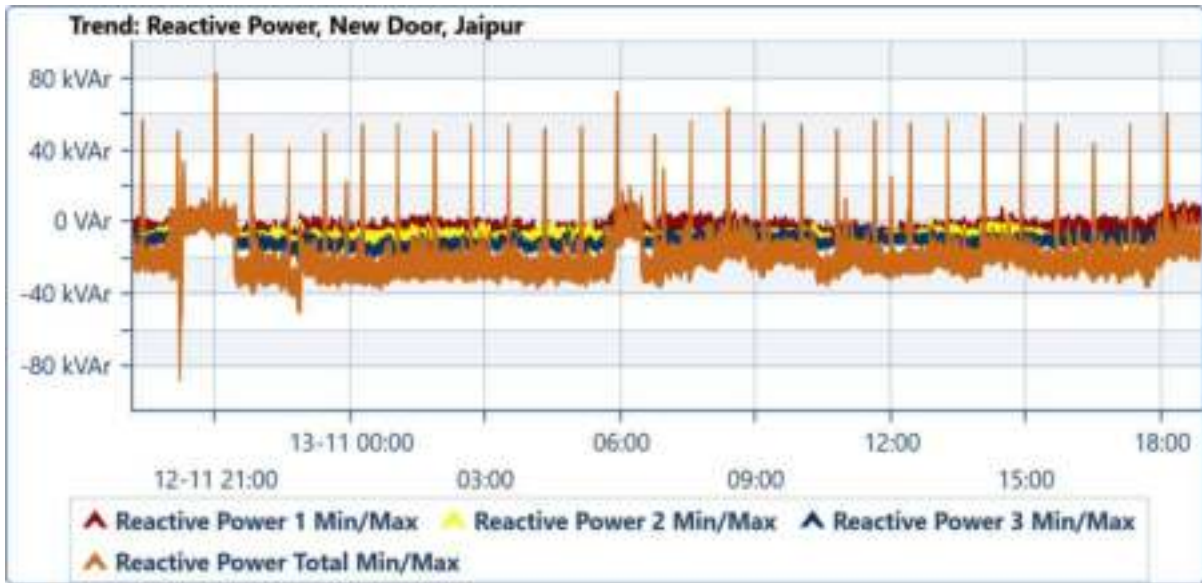 Trend: Reactive Power, New Door, Jaipur
80 kVAr
40 kVAr
0 VAr
-40 kVAr
-80 kVAr
13-11 00:00 06:00 12:00 18:00
12-11 21:00 03:00 09:00 15:00
Reactive Power 1 Min/Max Reactive Power 2 Min/Max Reactive Power 3 Min/Max
Reactive Power Total Min/Max